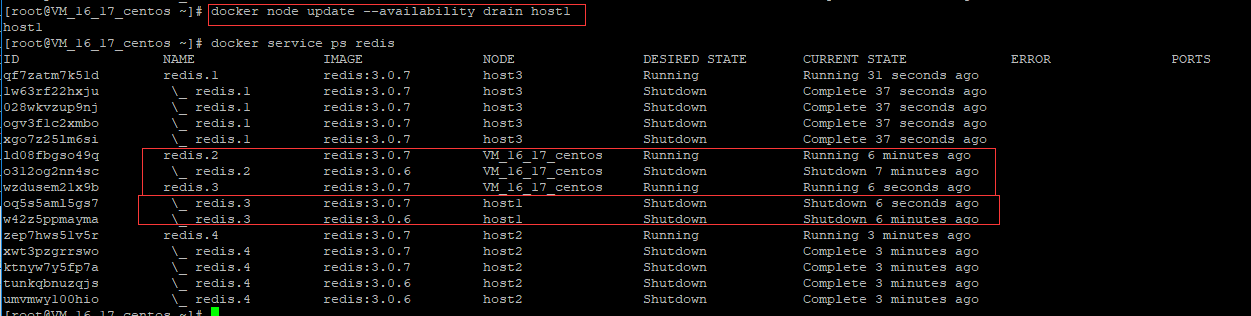 [root@VM_16_17_centos ~]# docker node update --availability drain host1
host1
[root@VM_16_17_centos ~]# docker service ps redis
ID NAME IMAGE NODE DESIRED STATE CURRENT STATE ERROR PORTS
qf7zatm7k5ld redis.1 redis:3.0.7 host3 Running Running 31 seconds ago
lw63rf22hxju \_ redis.1 redis:3.0.7 host3 Shutdown Complete 37 seconds ago
028wkvzup9nj \_ redis.1 redis:3.0.7 host3 Shutdown Complete 37 seconds ago
ogv3f1c2xmbo \_ redis.1 redis:3.0.7 host3 Shutdown Complete 37 seconds ago
xgo7z25lm6si \_ redis.1 redis:3.0.7 host3 Shutdown Complete 37 seconds ago
ld08fbgso49q redis.2 redis:3.0.7 VM_16_17_centos Running Running 6 minutes ago
o3l2og2nn4sc \_ redis.2 redis:3.0.6 VM_16_17_centos Shutdown Shutdown 7 minutes ago
wzdusem2lx9b redis.3 redis:3.0.7 VM_16_17_centos Running Running 6 seconds ago
oq5s5aml5gs7 \_ redis.3 redis:3.0.7 host1 Shutdown Shutdown 6 seconds ago
w42z5ppmayma \_ redis.3 redis:3.0.6 host1 Shutdown Shutdown 6 minutes ago
zep7hws5lv5r redis.4 redis:3.0.7 host2 Running Running 3 minutes ago
xwt3pzgrrswo \_ redis.4 redis:3.0.7 host2 Shutdown Complete 3 minutes ago
ktnyw7y5fp7a \_ redis.4 redis:3.0.7 host2 Shutdown Complete 3 minutes ago
tunkqbnuzqjs \_ redis.4 redis:3.0.6 host2 Shutdown Complete 3 minutes ago
umvmwyl00hio \_ redis.4 redis:3.0.6 host2 Shutdown Complete 3 minutes ago
[root@VM_16_17_centos ~]#